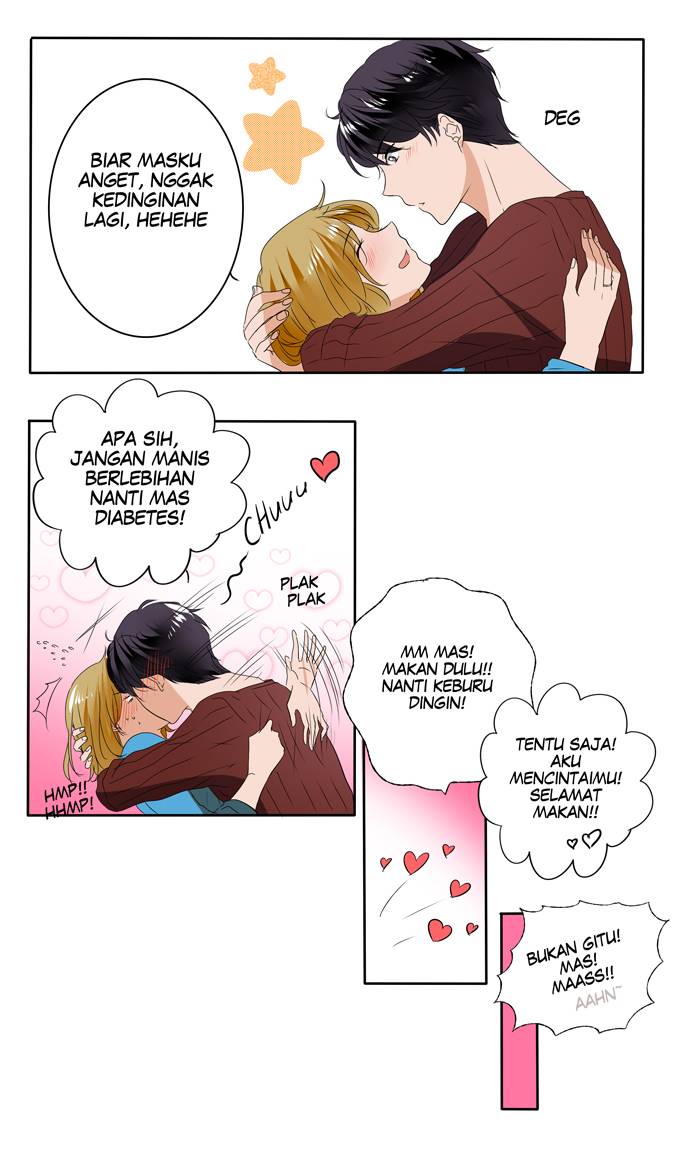 BIAR MASKU
ANGET, NGGAK
KEDINGINAN
LAGI, HEHEHE
DEG
APA SIH,
JANGAN MANIS
BERLEBIHAN
NANTI MAS
DIABETES!
CHUUU
PLAK
PLAK
HMP!!
HHMP!
MM MAS!
MAKAN DULU!!
NANTI KEBURU
DINGIN!
TENTU SAJA!
AKU
MENCINTAIMU!
SELAMAT
MAKAN!!
BUKAN GITU!
MAS!
MAASS!!
AAHN~